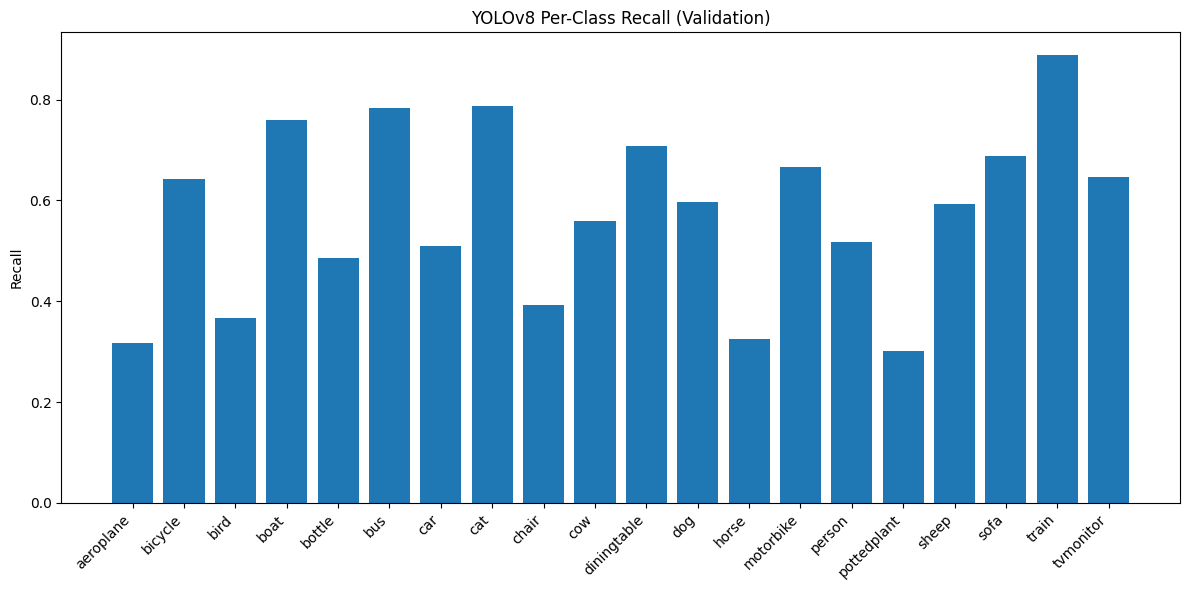 YOLOv8 Per-Class Recall (Validation)
Recall
0.8
0.6
0.4
0.2
0.0
aeroplane
bicycle
bird
boat
bottle
bus
car
cat
chair
cow
diningtable
dog
horse
motorbike
person
pottedplant
sheep
sofa
train
tvmonitor